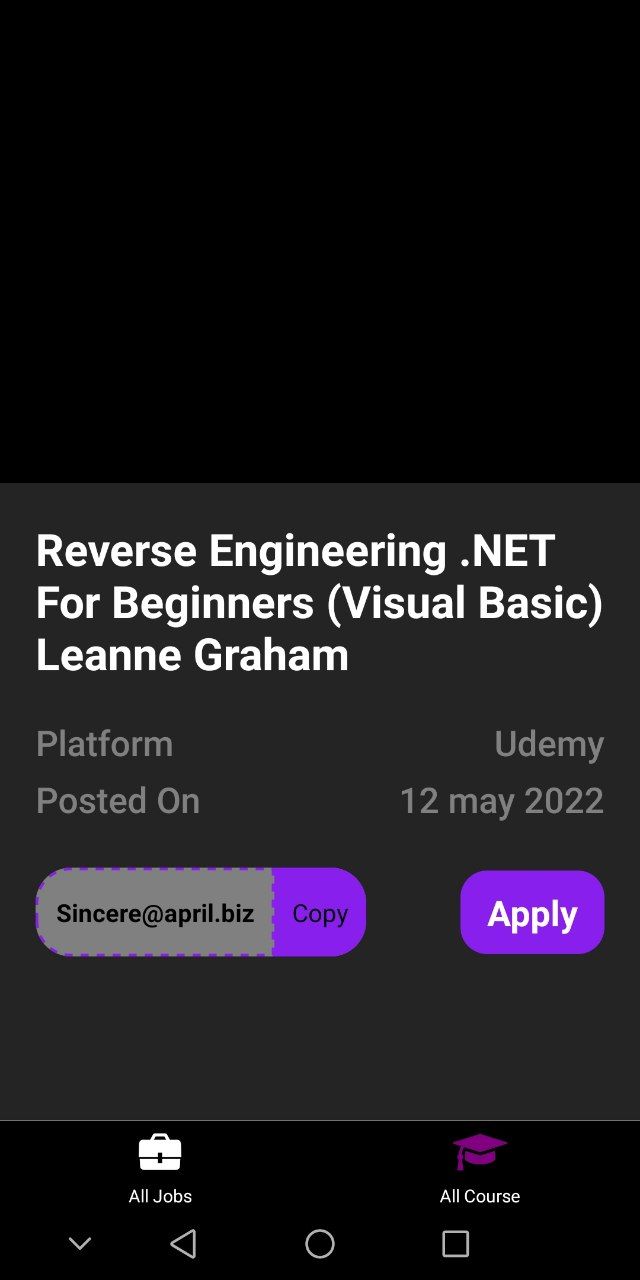 Reverse Engineering .NET
For Beginners (Visual Basic)
Leanne Graham
Platform
Udemy
Posted On
12 may 2022
Sincere@april.biz
Copy
Apply
All Jobs
All Course